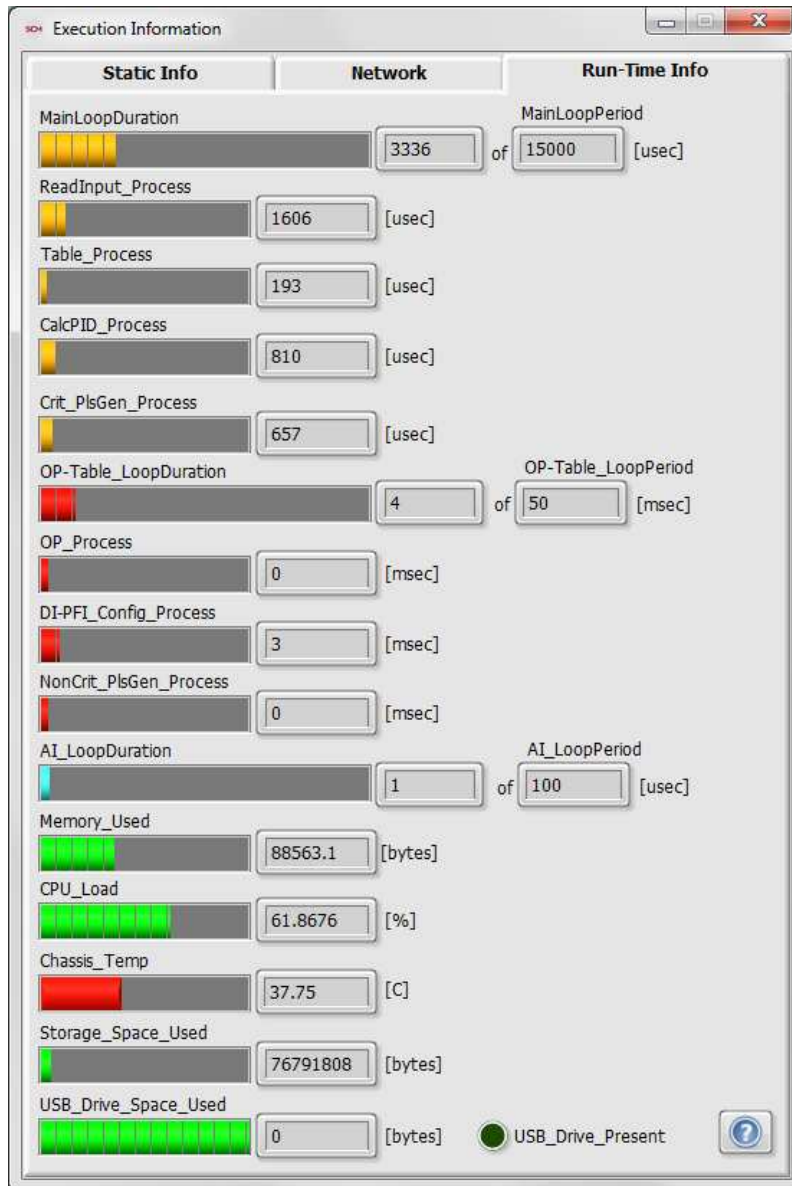 SCM Execution Information
Static Info Network Run-Time Info
MainLoopDuration MainLoopPeriod
3336 of 15000 [usec]
ReadInput_Process
1606 [usec]
Table_Process
193 [usec]
CalcPID_Process
810 [usec]
Crit_PlsGen_Process
657 [usec]
OP-Table_LoopDuration OP-Table_LoopPeriod
4 of 50 [msec]
OP_Process
0 [msec]
DI-PFI_Config_Process
3 [msec]
NonCrit_PlsGen_Process
0 [msec]
AI_LoopDuration AI_LoopPeriod
1 of 100 [usec]
Memory_Used
88563.1 [bytes]
CPU_Load
61.8676 [%]
Chassis_Temp
37.75 [C]
Storage_Space_Used
76791808 [bytes]
USB_Drive_Space_Used
0 [bytes] USB_Drive_Present ?